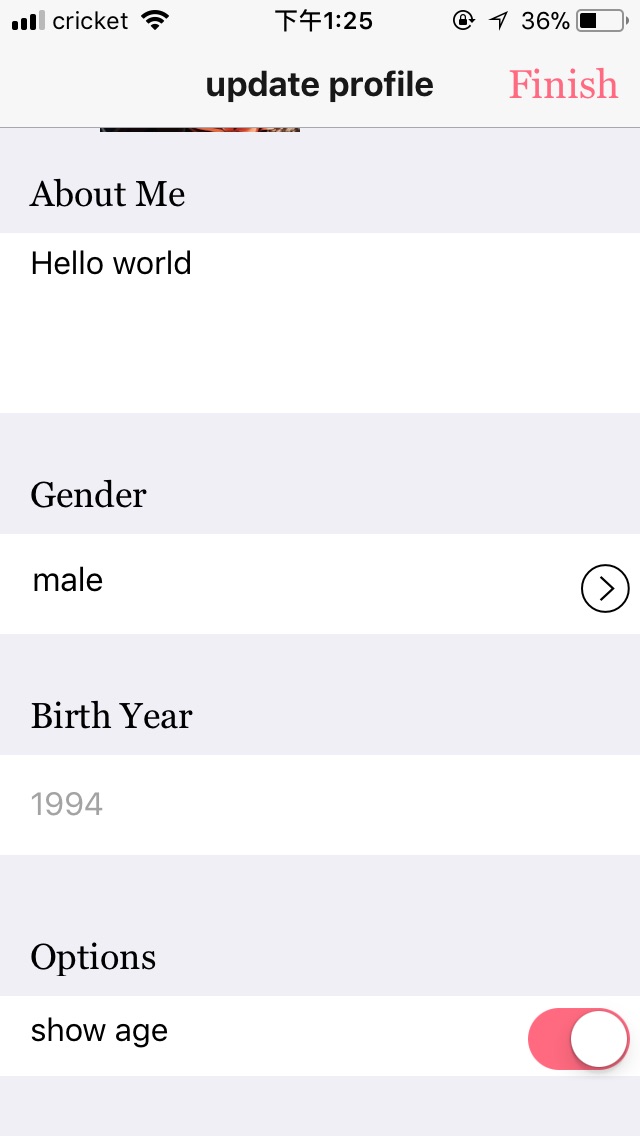 cricket 下午1:25 36%
update profile Finish
About Me
Hello world
Gender
male
Birth Year
1994
Options
show age